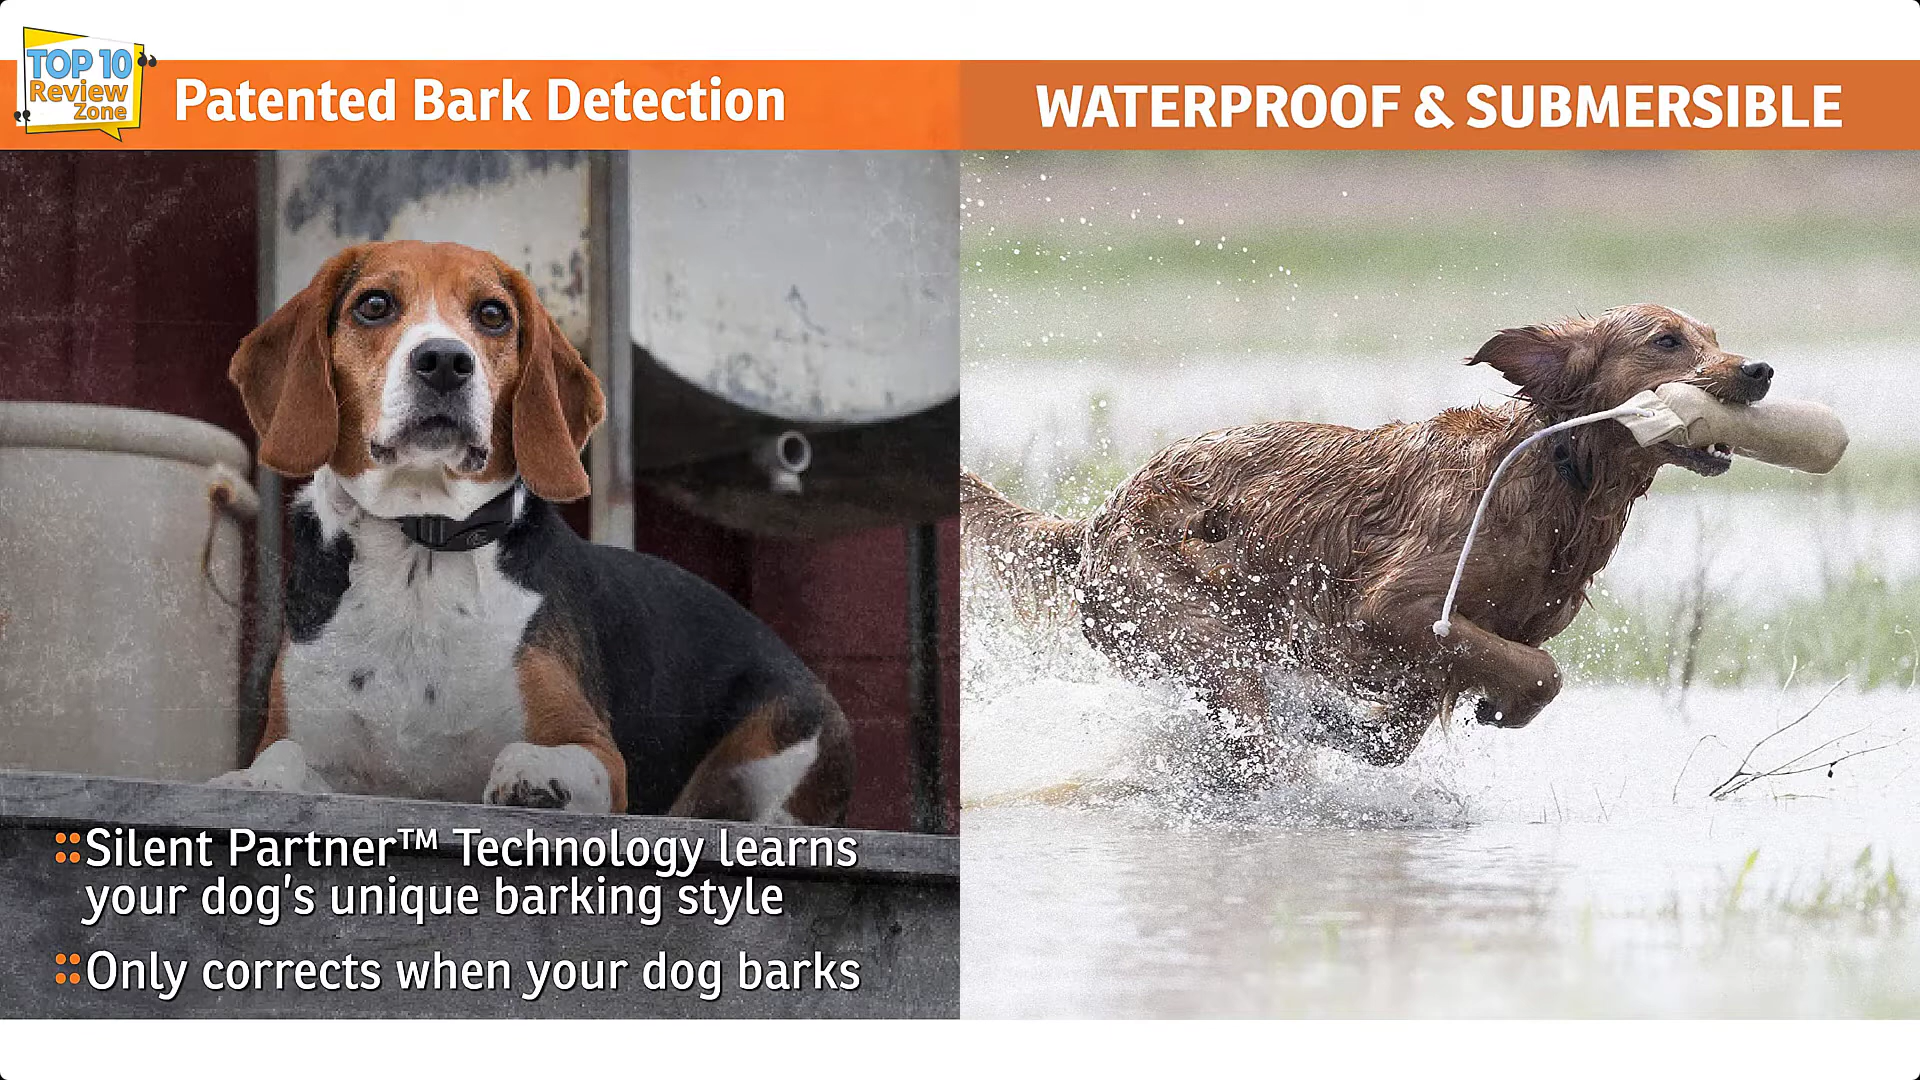 TOP 10
Review
Zone
Patented Bark Detection
WATERPROOF & SUBMERSIBLE
Silent Partner™ Technology learns
your dog's unique barking style
Only corrects when your dog barks